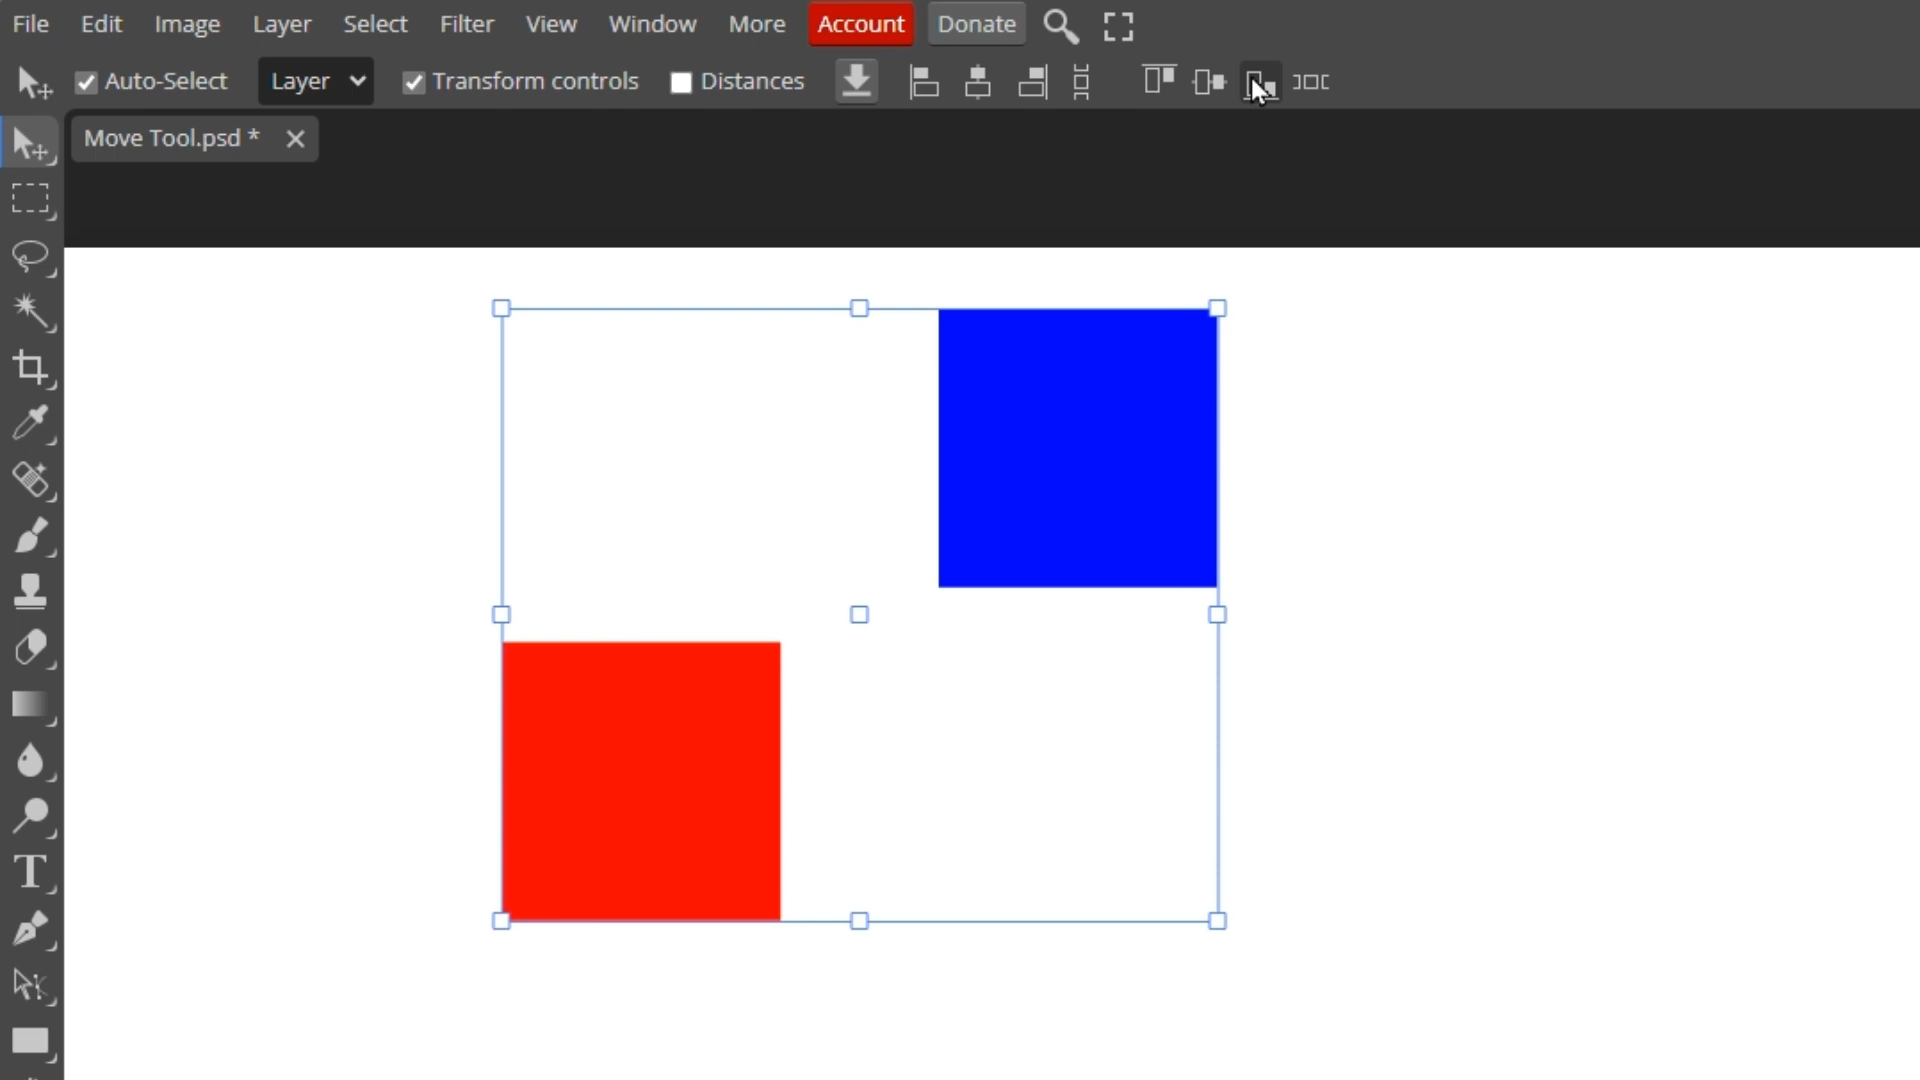 File Edit Image Layer Select Filter View Window More Account Donate
Auto-Select Layer Transform controls Distances
Move Tool.psd *
T